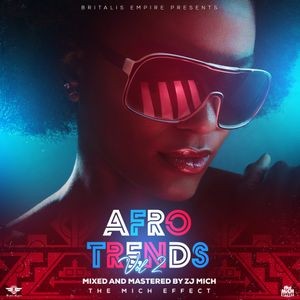 BRITALIS EMPIRE PRESENTS
AFRO
TRENDS
Vol 2
MIXED AND MASTERED BY ZJ MICH
THE MICH EFFECT